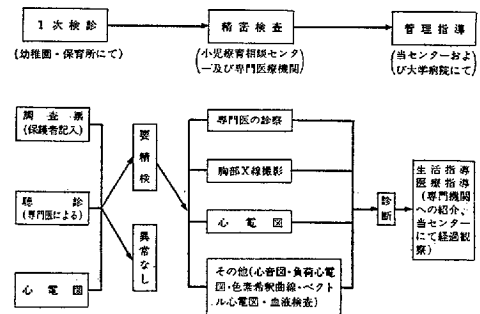 1次検診
精密検査
管理指導
(幼稚園・保育所にて)
(小児療育相談センタ
ー及び専門医療機関)
(当センターおよ
び大学病院にて)
調査票
(保護者記入)
聴診
(専門医による)
心電図
要精検
異常なし
専門医の診察
胸部X線撮影
心電図
その他(心音図・負荷心電
図・色素希釈曲線・ベクト
ル心電図・血液検査)
診断
生活指導
医療指導
(専門機関
への紹介、
当センター
にて経過観
察)